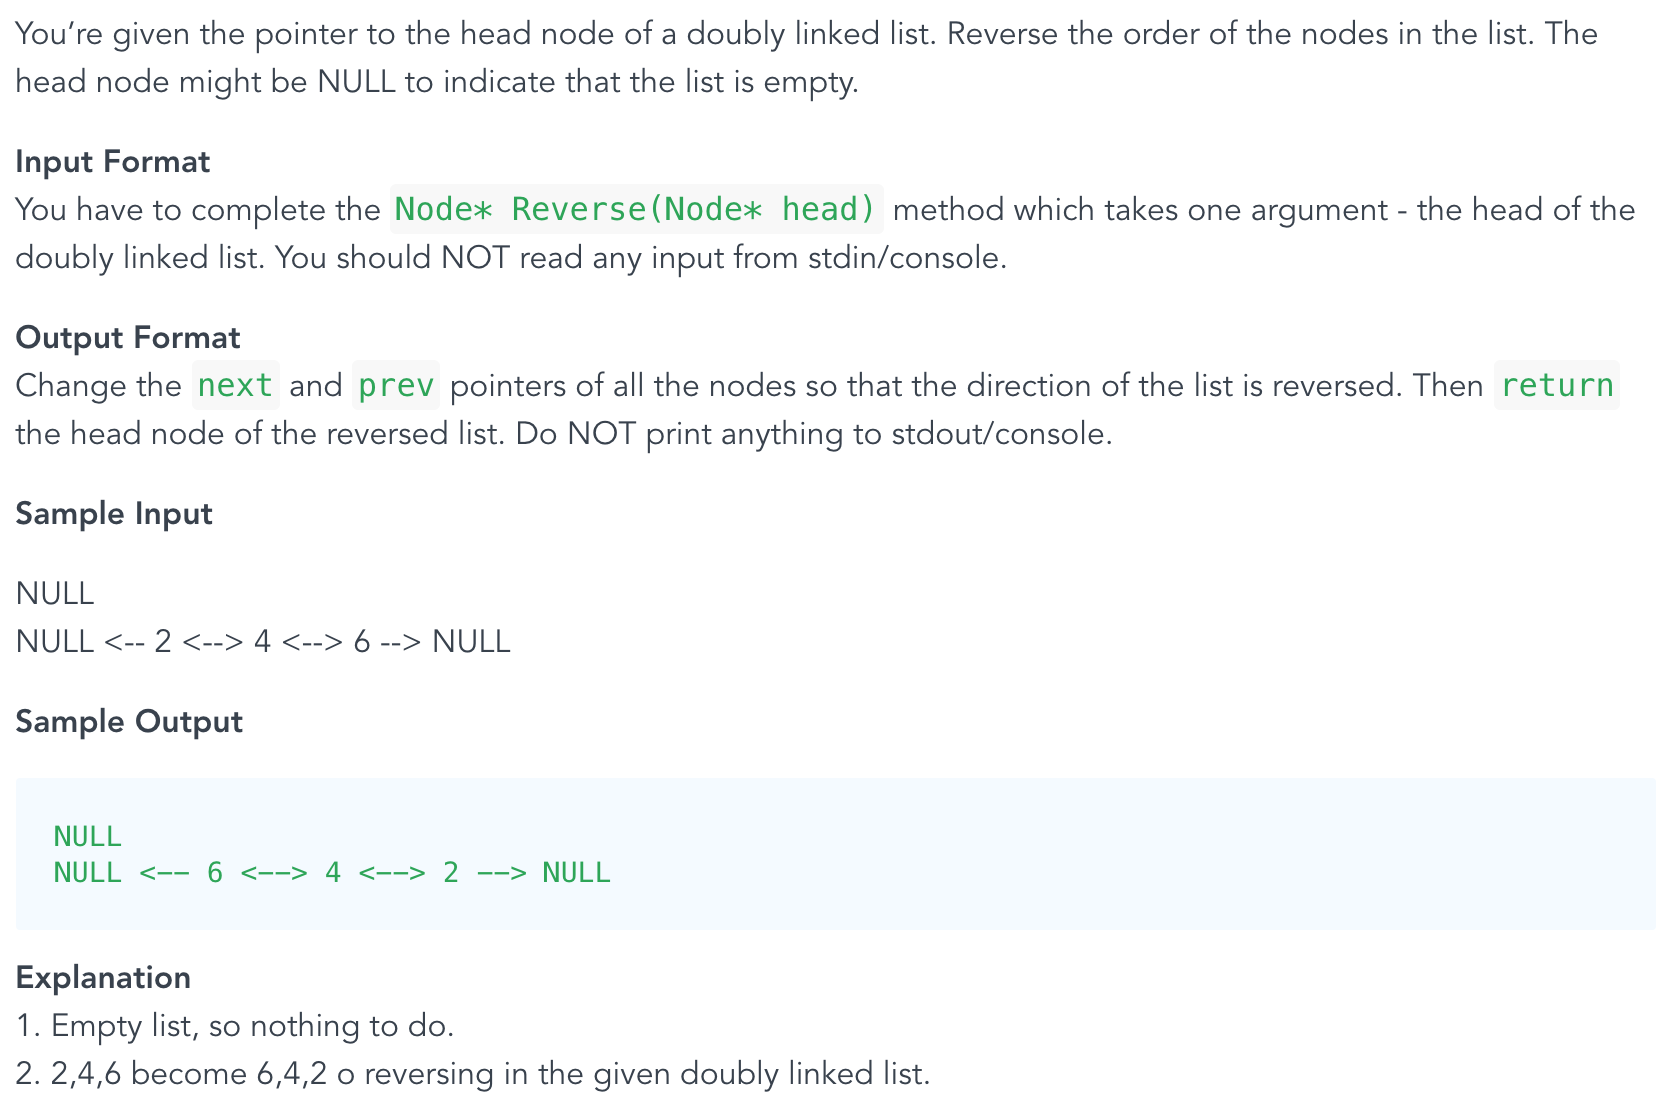 You’re given the pointer to the head node of a doubly linked list. Reverse the order of the nodes in the list. The
head node might be NULL to indicate that the list is empty.
Input Format
You have to complete the Node* Reverse(Node* head) method which takes one argument - the head of the
doubly linked list. You should NOT read any input from stdin/console.
Output Format
Change the next and prev pointers of all the nodes so that the direction of the list is reversed. Then return
the head node of the reversed list. Do NOT print anything to stdout/console.
Sample Input
NULL
NULL <-- 2 <--> 4 <--> 6 --> NULL
Sample Output
NULL
NULL <-- 6 <--> 4 <--> 2 --> NULL
Explanation
1. Empty list, so nothing to do.
2. 2,4,6 become 6,4,2 o reversing in the given doubly linked list.